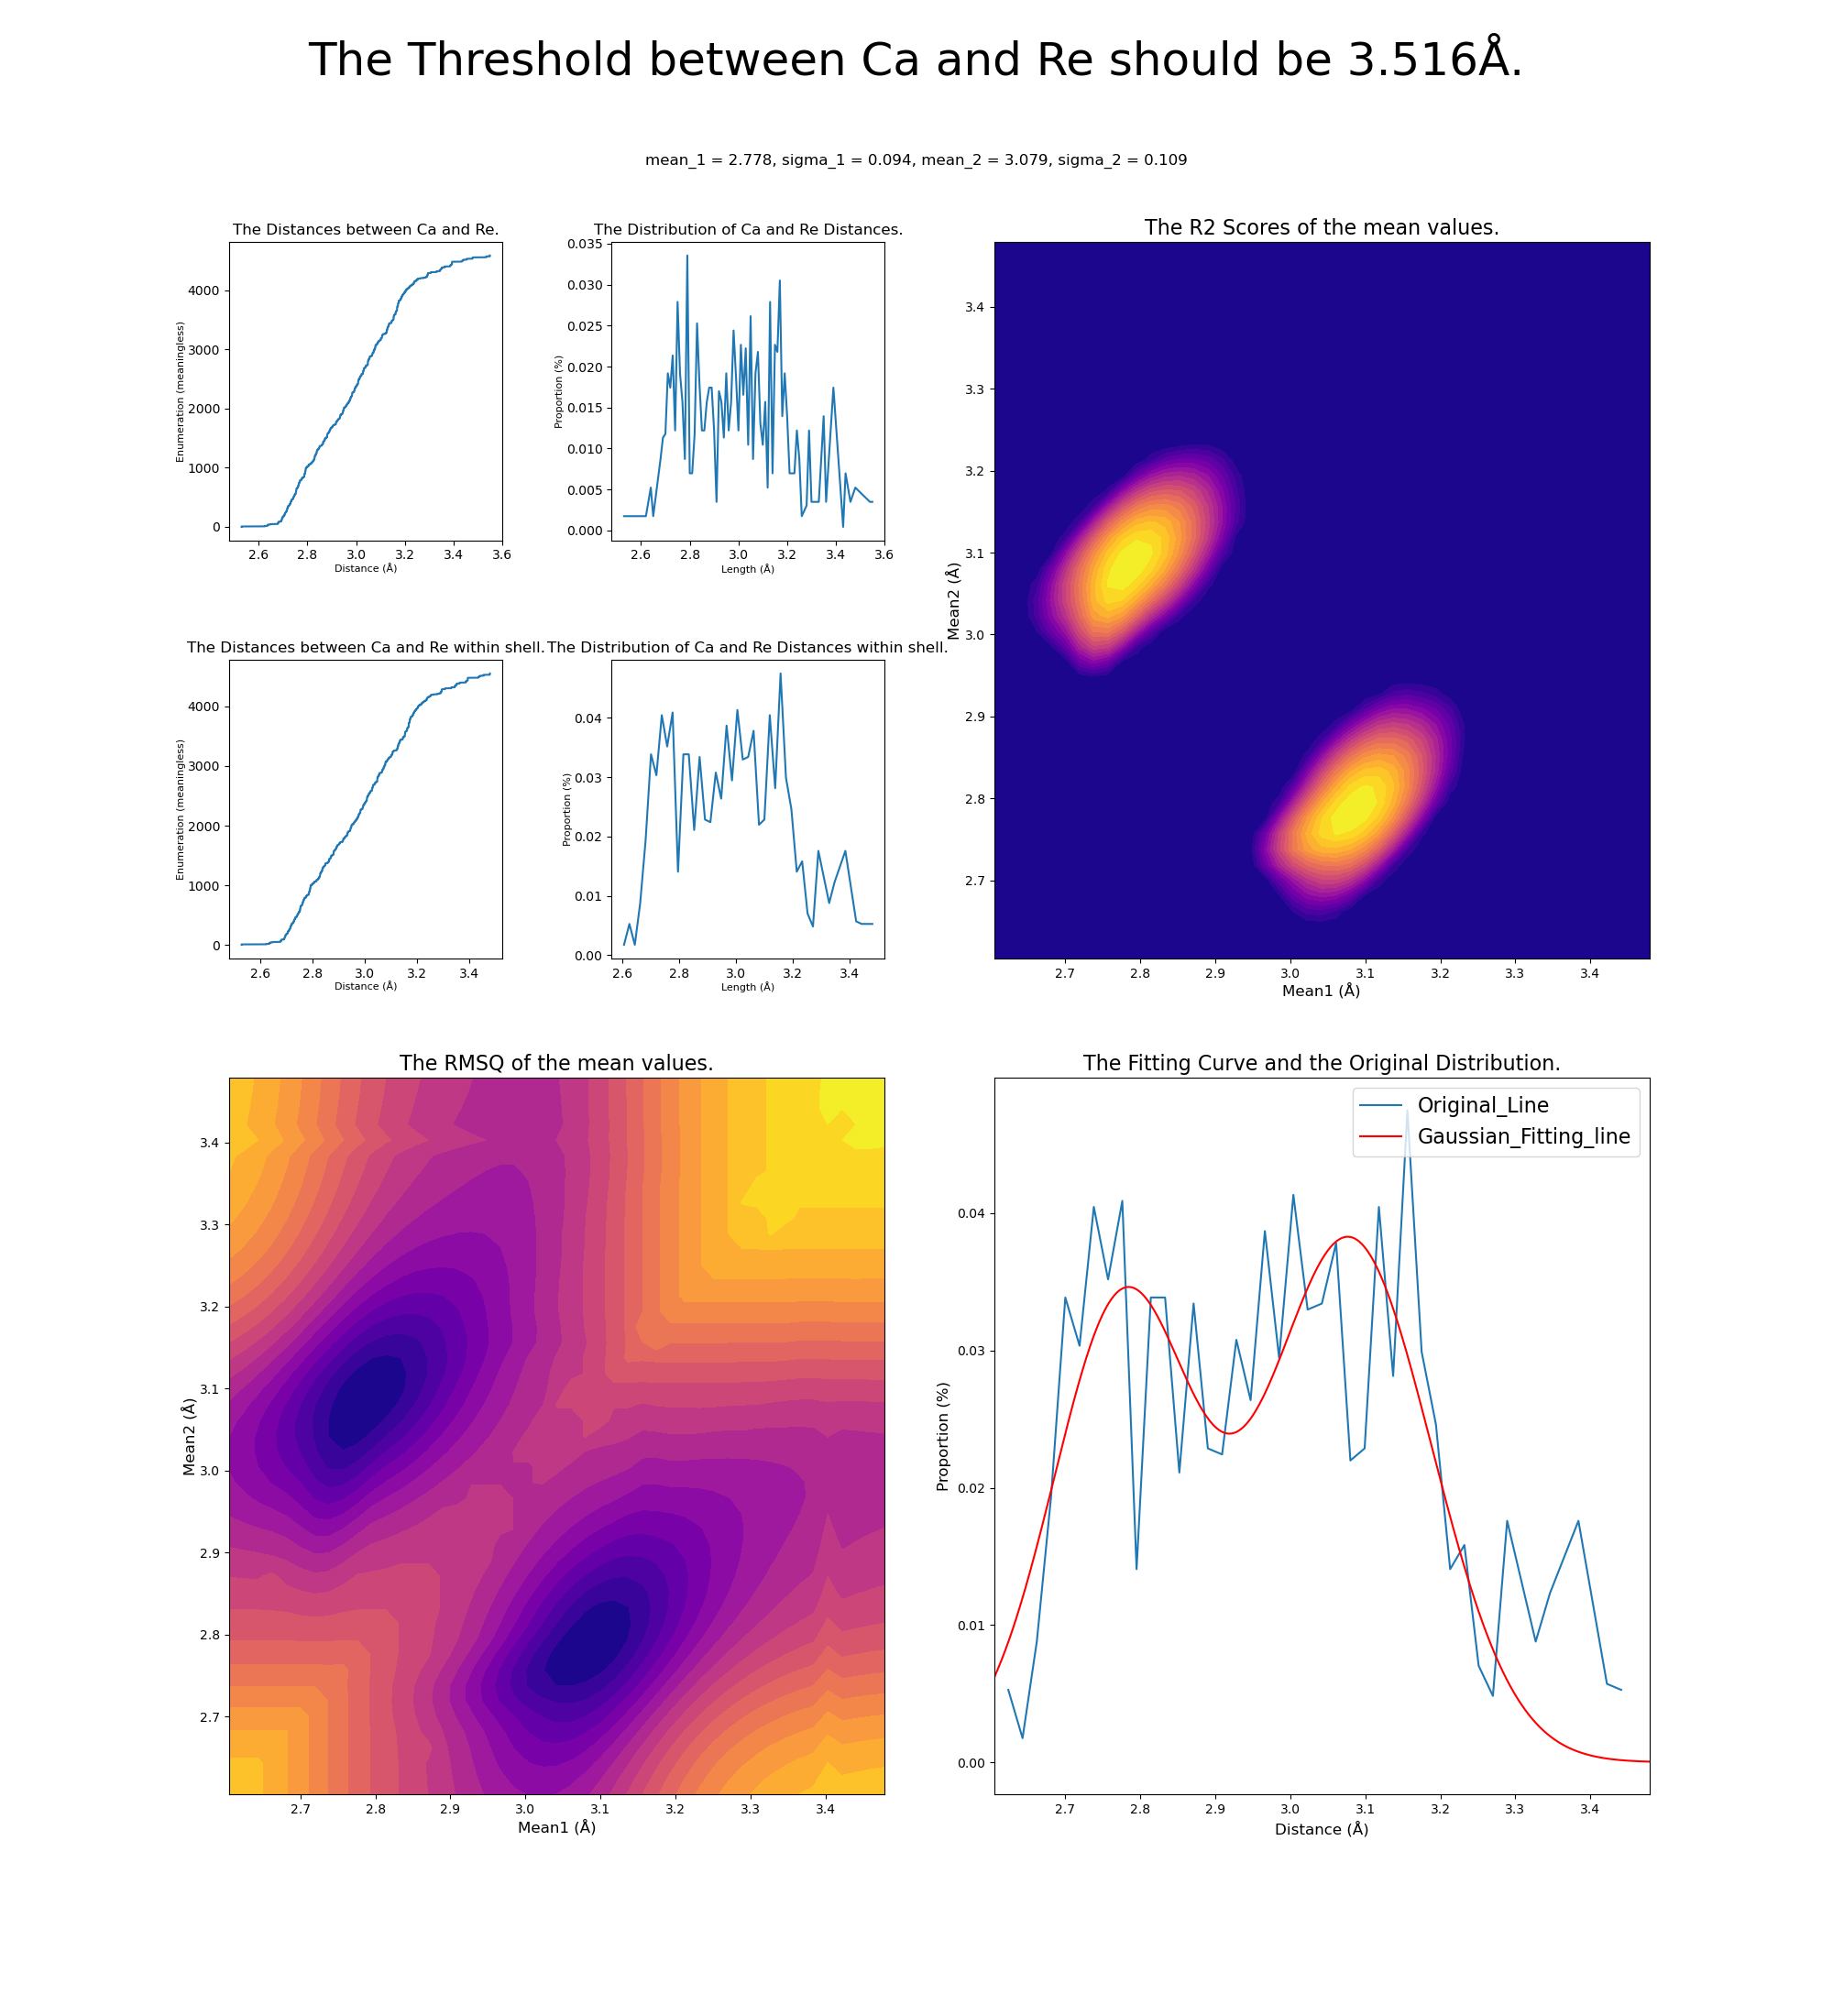 The Threshold between Ca and Re should be 3.516Å.
mean_1 = 2.778, sigma_1 = 0.094, mean_2 = 3.079, sigma_2 = 0.109
The Distances between Ca and Re.
Enumeration (meaningless)
4000
3000
2000
1000
0
2.6 2.8 3.0 3.2 3.4 3.6
Distance (Å)
The Distribution of Ca and Re Distances.
Proportion (%)
0.035
0.030
0.025
0.020
0.015
0.010
0.005
0.000
2.6 2.8 3.0 3.2 3.4 3.6
Length (Å)
The R2 Scores of the mean values.
Mean2 (Å)
3.4
3.3
3.2
3.1
3.0
2.9
2.8
2.7
2.7 2.8 2.9 3.0 3.1 3.2 3.3 3.4
Mean1 (Å)
The Distances between Ca and Re within shell.
Enumeration (meaningless)
4000
3000
2000
1000
0
2.6 2.8 3.0 3.2 3.4
Distance (Å)
The Distribution of Ca and Re Distances within shell.
Proportion (%)
0.04
0.03
0.02
0.01
0.00
2.6 2.8 3.0 3.2 3.4
Length (Å)
The RMSQ of the mean values.
Mean2 (Å)
3.4
3.3
3.2
3.1
3.0
2.9
2.8
2.7
2.7 2.8 2.9 3.0 3.1 3.2 3.3 3.4
Mean1 (Å)
The Fitting Curve and the Original Distribution.
Original_Line
Gaussian_Fitting_line
Proportion (%)
0.04
0.03
0.02
0.01
0.00
2.7 2.8 2.9 3.0 3.1 3.2 3.3 3.4
Distance (Å)